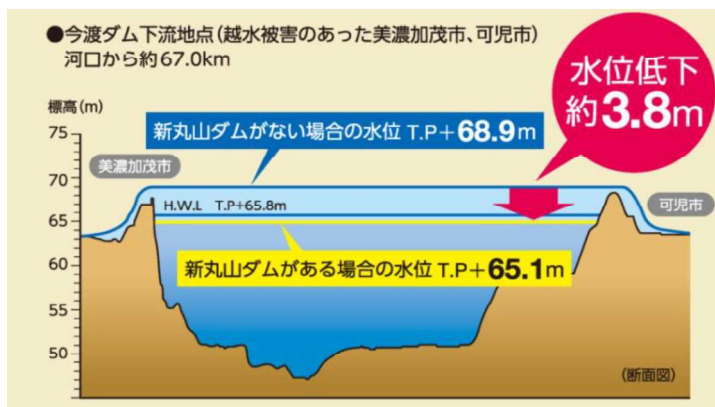 ●今渡ダム下流地点(越水被害のあった美濃加茂市、可児市)
河口から約67.0km
水位低下
約3.8m
標高(m)
新丸山ダムがない場合の水位 T.P+68.9m
75
美濃加茂市
70
H.W.L T.P+65.8m
可児市
65
新丸山ダムがある場合の水位 T.P+65.1m
60
55
50
(断面図)